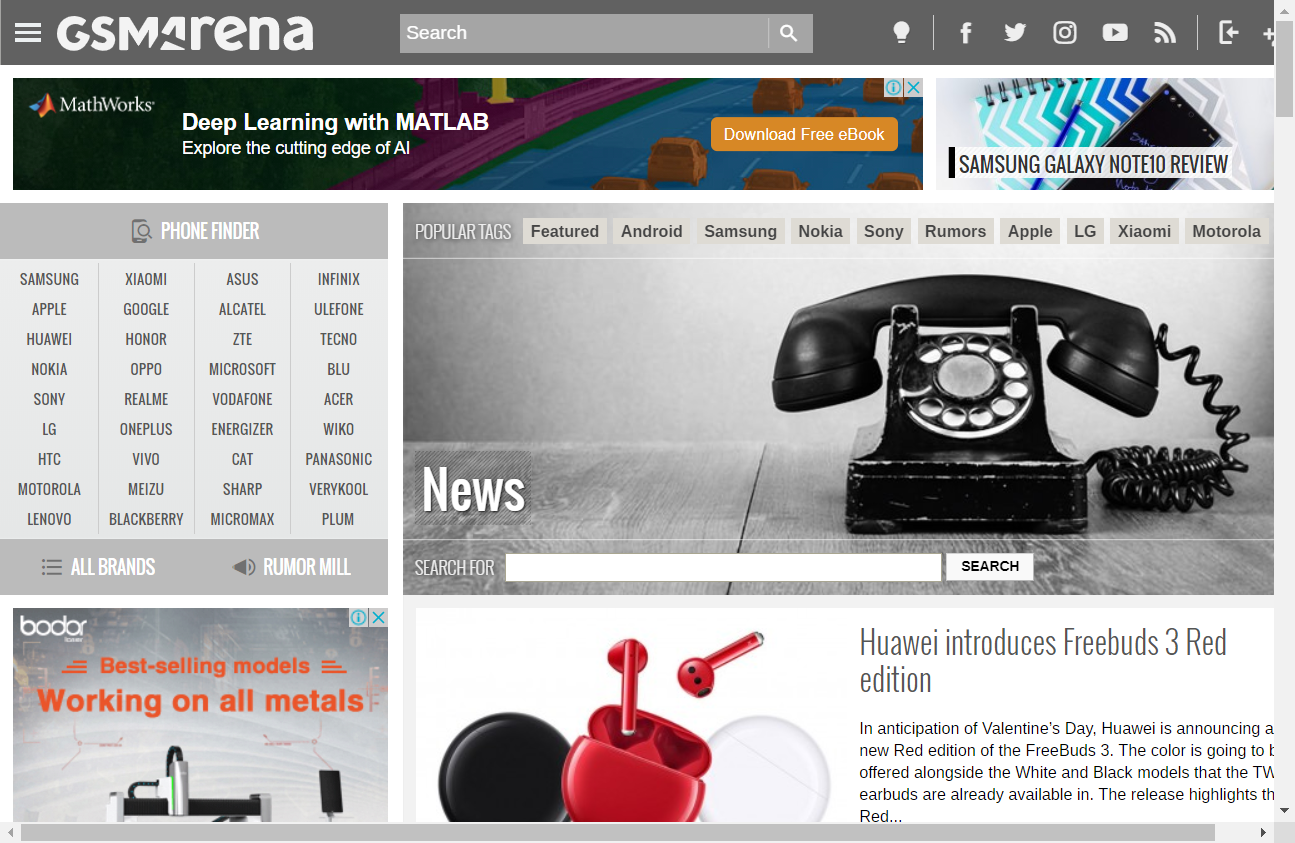 GSMArena
Search
MathWorks®
Deep Learning with MATLAB
Explore the cutting edge of AI
Download Free eBook
SAMSUNG GALAXY NOTE10 REVIEW
PHONE FINDER
SAMSUNG XIAOMI ASUS INFINIX
APPLE GOOGLE ALCATEL ULEFONE
HUAWEI HONOR ZTE TECNO
NOKIA OPPO MICROSOFT BLU
SONY REALME VODAFONE ACER
LG ONEPLUS ENERGIZER WIKO
HTC VIVO CAT PANASONIC
MOTOROLA MEIZU SHARP VERYKOOL
LENOVO BLACKBERRY MICROMAX PLUM
ALL BRANDS RUMOR MILL
POPULAR TAGS Featured Android Samsung Nokia Sony Rumors Apple LG Xiaomi Motorola
News
SEARCH FOR SEARCH
bodor
Best-selling models
Working on all metals
Huawei introduces Freebuds 3 Red
edition
In anticipation of Valentine's Day, Huawei is announcing a
new Red edition of the FreeBuds 3. The color is going to
offered alongside the White and Black models that the TW
earbuds are already available in. The release highlights th
Red...